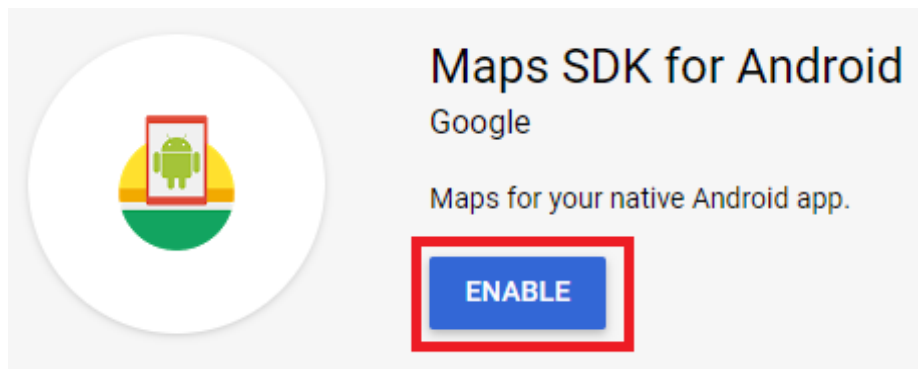 Maps SDK for Android
Google
Maps for your native Android app.
ENABLE